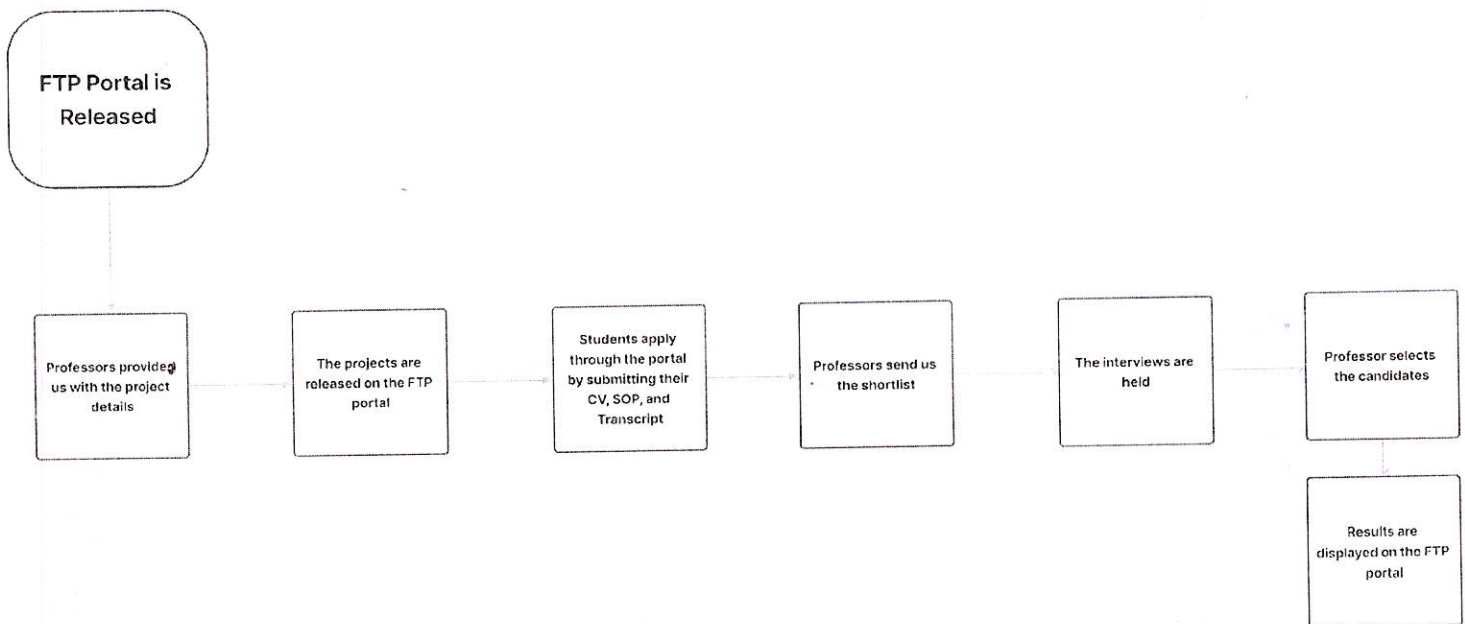 FTP Portal is
Released
Professors provided
us with the project
details
The projects are
released on the FTP
portal
Students apply
through the portal
by submitting their
CV, SOP, and
Transcript
Professors send us
the shortlist
The interviews are
held
Professor selects
the candidates
Results are
displayed on the FTP
portal